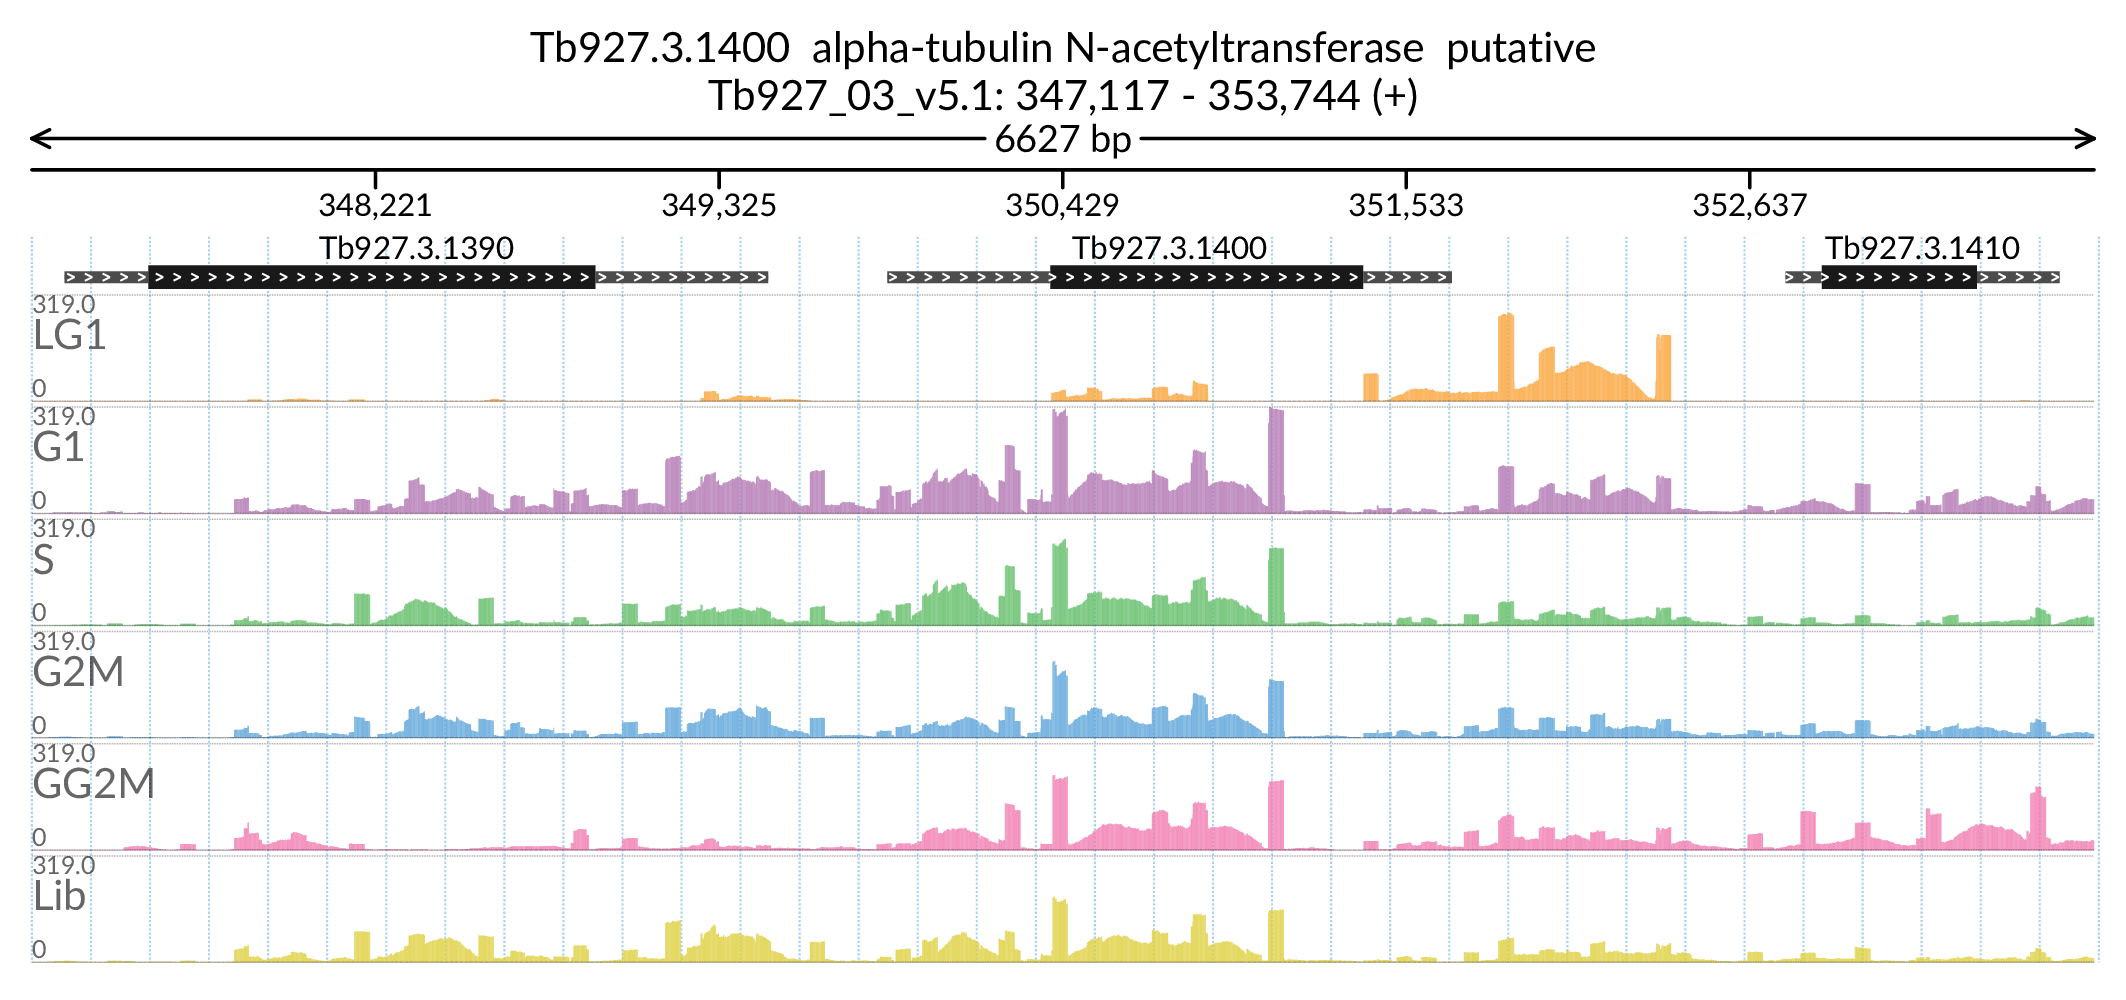 Tb927.3.1400 alpha-tubulin N-acetyltransferase putative
Tb927_03_v5.1: 347,117 - 353,744 (+)
6627 bp
348,221 349,325 350,429 351,533 352,637
Tb927.3.1390 Tb927.3.1400 Tb927.3.1410
319.0
LG1
0
319.0
G1
0
319.0
S
0
319.0
G2M
0
319.0
GG2M
0
319.0
Lib
0